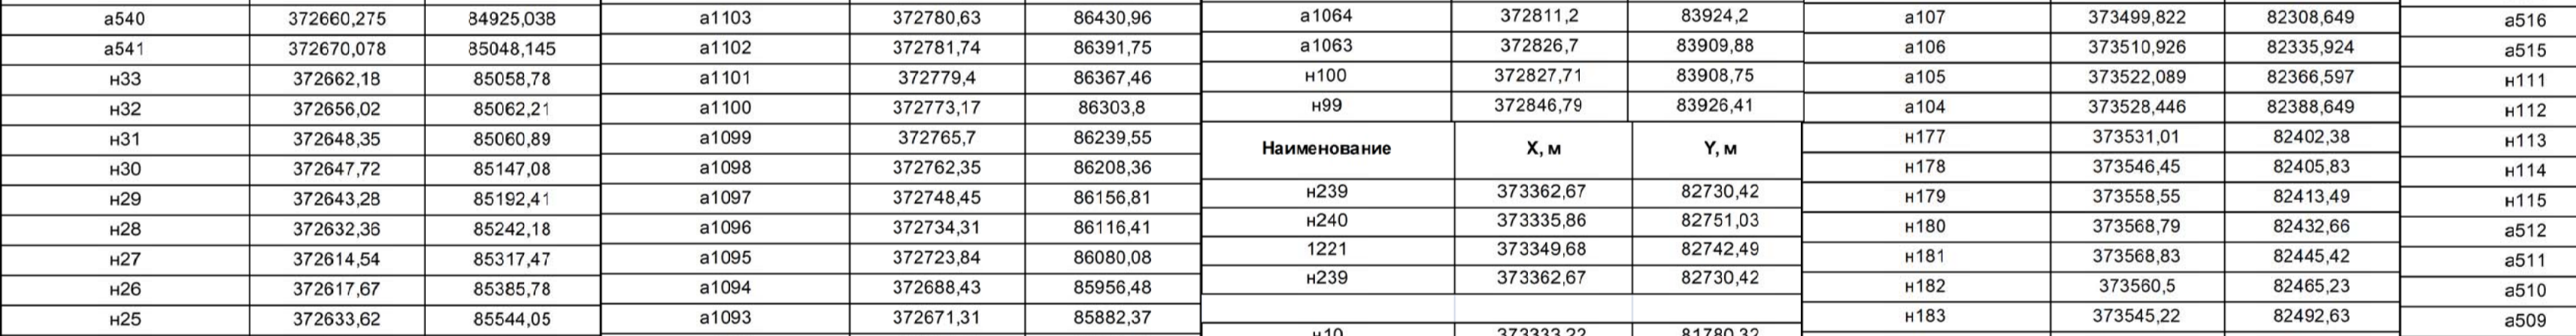 а540 372660,275 84925,038
а541 372670,078 85048,145
н33 372662,18 85058,78
н32 372656,02 85062,21
н31 372648,35 85060,89
н30 372647,72 85147,08
н29 372643,28 85192,41
н28 372632,36 85242,18
н27 372614,54 85317,47
н26 372617,67 85385,78
н25 372633,62 85544,05
а1103 372780,63 86430,96
а1102 372781,74 86391,75
а1101 372779,4 86367,46
а1100 372773,17 86303,8
а1099 372765,7 86239,55
а1098 372762,35 86208,36
а1097 372748,45 86156,81
а1096 372734,31 86116,41
а1095 372723,84 86080,08
а1094 372688,43 85956,48
а1093 372671,31 85882,37
а1064 372811,2 83924,2
а1063 372826,7 83909,88
н100 372827,71 83908,75
н99 372846,79 83926,41
Наименование X, м Y, м
н239 373362,67 82730,42
н240 373335,86 82751,03
1221 373349,68 82742,49
н239 373362,67 82730,42
н10 373333,22 81780,32
а107 373499,822 82308,649
а106 373510,926 82335,924
а105 373522,089 82366,597
а104 373528,446 82388,649
н177 373531,01 82402,38
н178 373546,45 82405,83
н179 373558,55 82413,49
н180 373568,79 82432,66
н181 373568,83 82445,42
н182 373560,5 82465,23
н183 373545,22 82492,63
а516
а515
н111
н112
н113
н114
н115
а512
а511
а510
а509